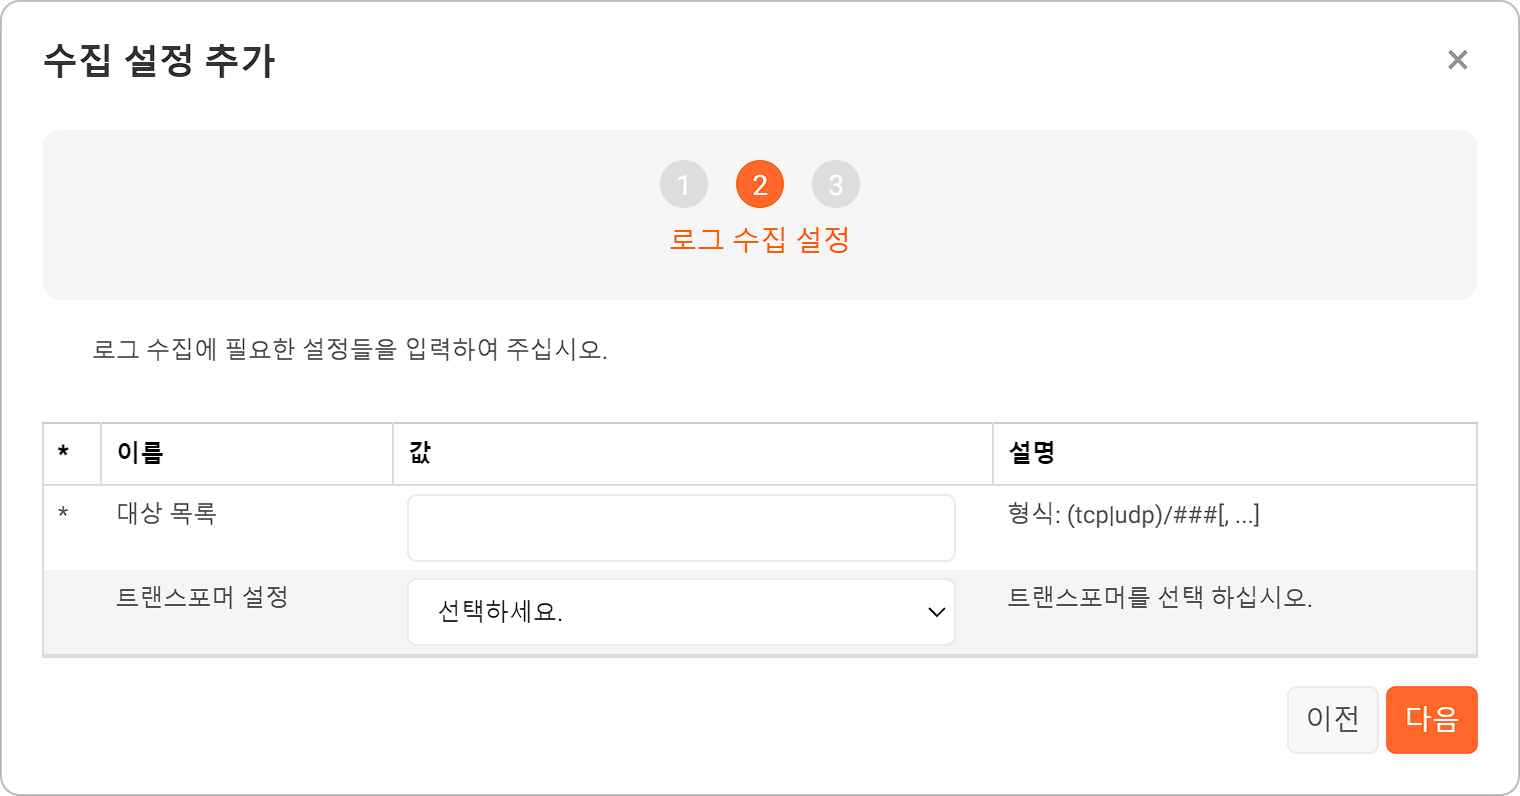 수집 설정 추가
×
1 2 3
로그 수집 설정
로그 수집에 필요한 설정들을 입력하여 주십시오.
* 이름 값 설명
* 대상 목록 형식: (tcp|udp)/###[, ...]
트랜스포머 설정 선택하세요. 트랜스포머를 선택 하십시오.
이전 다음